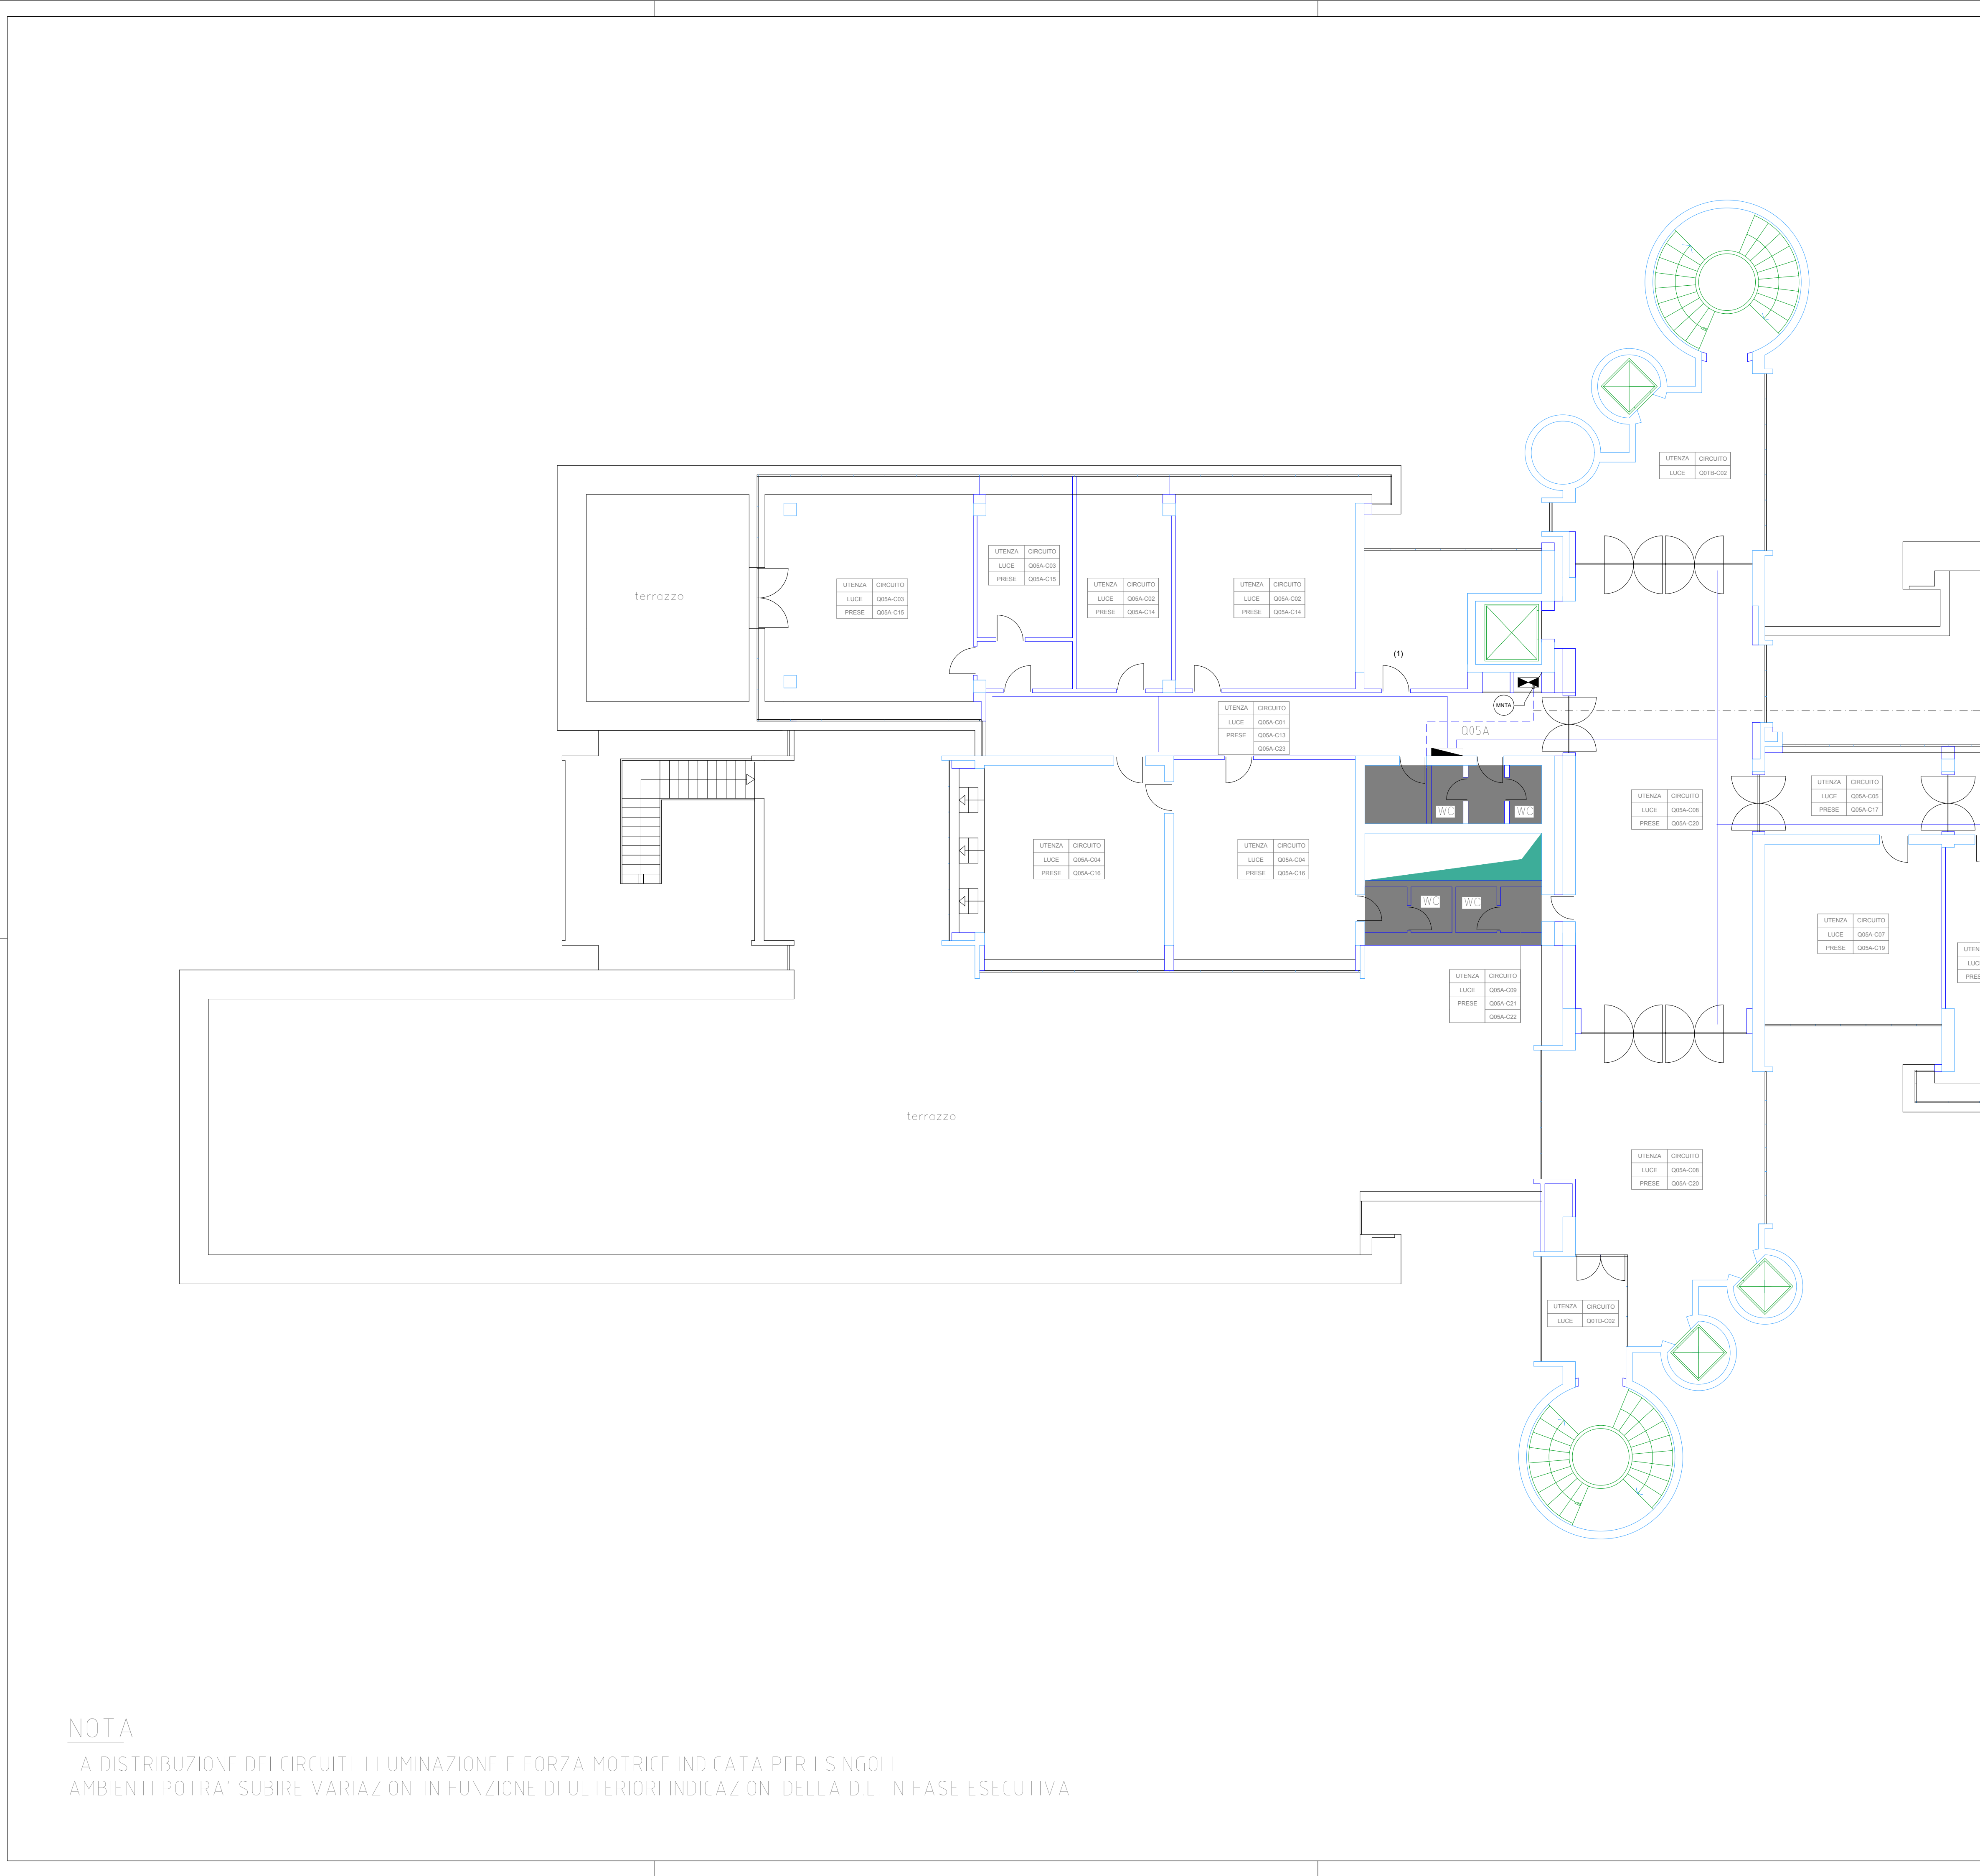 UTENZA CIRCUITO
LUCE Q0TB-C02
UTENZA CIRCUITO
LUCE Q05A-C03
PRESE Q05A-C15
terrazzo
UTENZA CIRCUITO
LUCE Q05A-C03
PRESE Q05A-C15
UTENZA CIRCUITO
LUCE Q05A-C02
PRESE Q05A-C14
UTENZA CIRCUITO
LUCE Q05A-C02
PRESE Q05A-C14
(1)
MNTA
UTENZA CIRCUITO
LUCE Q05A-C01
PRESE Q05A-C13
Q05A-C23
Q05A
UTENZA CIRCUITO
LUCE Q05A-C05
PRESE Q05A-C17
UTENZA CIRCUITO
LUCE Q05A-C08
PRESE Q05A-C20
WC
WC
UTENZA CIRCUITO
LUCE Q05A-C04
PRESE Q05A-C16
UTENZA CIRCUITO
LUCE Q05A-C04
PRESE Q05A-C16
WC
WC
UTENZA CIRCUITO
LUCE Q05A-C07
PRESE Q05A-C19
UTEN
LUC
PRES
UTENZA CIRCUITO
LUCE Q05A-C09
PRESE Q05A-C21
Q05A-C22
terrazzo
UTENZA CIRCUITO
LUCE Q05A-C08
PRESE Q05A-C20
UTENZA CIRCUITO
LUCE Q0TD-C02
NOTA
LA DISTRIBUZIONE DEI CIRCUITI ILLUMINAZIONE E FORZA MOTRICE INDICATA PER I SINGOLI
AMBIENTI POTRA' SUBIRE VARIAZIONI IN FUNZIONE DI ULTERIORI INDICAZIONI DELLA D.L. IN FASE ESECUTIVA